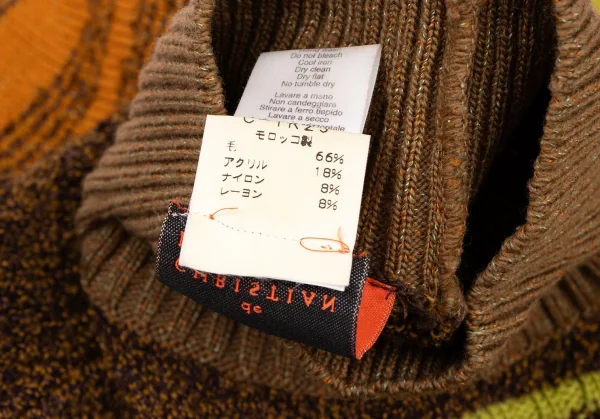 Do not bleach
Cool iron
Dry clean
Dry flat
No tumble dry
Lavare a mano
Non candeggiare
Stirare a ferro tiepido
Lavare a secco
モロッコ製
毛 66%
アクリル 18%
ナイロン 8%
レーヨン 8%
CHRISTIAN
de